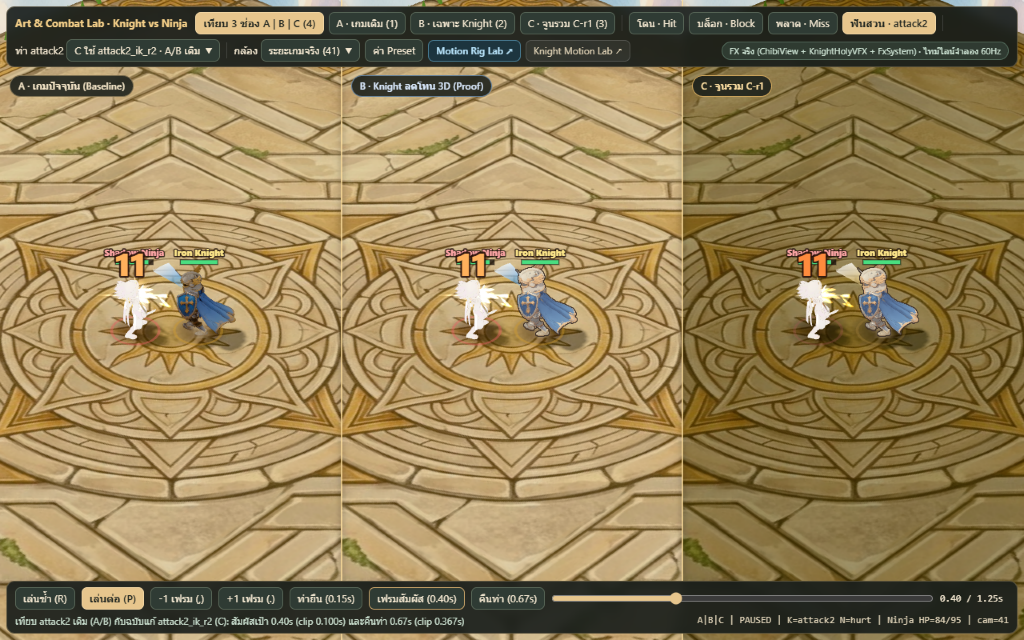 Art & Combat Lab · Knight vs Ninja
เทียบ 3 ช่อง A | B | C (4)
A · เกมเดิม (1)
B · เฉพาะ Knight (2)
C · จูนรวม C-r1 (3)
โดน · Hit
บล็อก · Block
พลาด · Miss
ฟันสวน · attack2
ท่า attack2
C ใช้ attack2_ik_r2 · A/B เดิม ▼
กล้อง
ระยะเกมจริง (41) ▼
ค่า Preset
Motion Rig Lab ↗
Knight Motion Lab ↗
FX จริง (ChibiView + KnightHolyVFX + FxSystem) · ไทม์ไลน์จำลอง 60Hz
A · เกมปัจจุบัน (Baseline)
B · Knight ลดโทน 3D (Proof)
C · จูนรวม C-r1
Shadow Ninja
Iron Knight
11
Shadow Ninja
Iron Knight
11
Shadow Ninja
Iron Knight
11
เล่นซ้ำ (R)
เล่นต่อ (P)
-1 เฟรม (,)
+1 เฟรม (.)
ท่ายืน (0.15s)
เฟรมสัมผัส (0.40s)
คืนท่า (0.67s)
0.40 / 1.25s
เทียบ attack2 เดิม (A/B) กับฉบับแก้ attack2_ik_r2 (C): สัมผัสเป้า 0.40s (clip 0.100s) และคืนท่า 0.67s (clip 0.367s)
A|B|C | PAUSED | K=attack2 N=hurt | Ninja HP=84/95 | cam=41